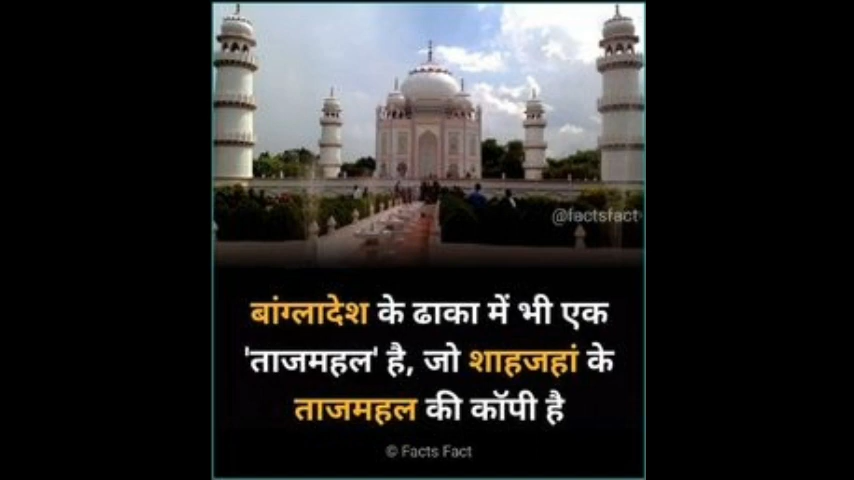 @factsfact
बांग्लादेश के ढाका में भी एक
'ताजमहल' है, जो शाहजहां के
ताजमहल की कॉपी है
© Facts Fact